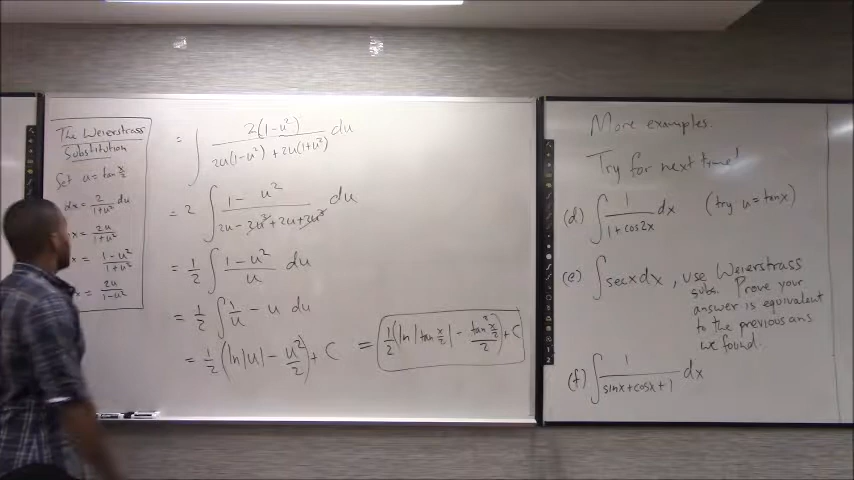 The Weierstrass
Substitution
Set u = tan x/2
dx = 2/(1+u²) du
x = 2u/(1+u²)
x = (1-u²)/(1+u²)
x = 2u/(1-u²)
= ∫ 2(1-u²)/(2u(1-u²) + 2u(1+u²)) du
= 2 ∫ (1-u²)/(2u - 2u³ + 2u + 2u³) du
= 1/2 ∫ (1-u²)/u du
= 1/2 ∫ 1/u - u du
= 1/2 (ln|u| - u²/2) + C = 1/2 (ln|tan x/2| - tan² x/2 / 2) + C
More examples.
Try for next time!
(d) ∫ 1/(1+cos2x) dx (try u = tanx)
(e) ∫ secx dx, use Weierstrass
subs. Prove your
answer is equivalent
to the previous ans
we found.
(f) ∫ 1/(sinx+cosx+1) dx